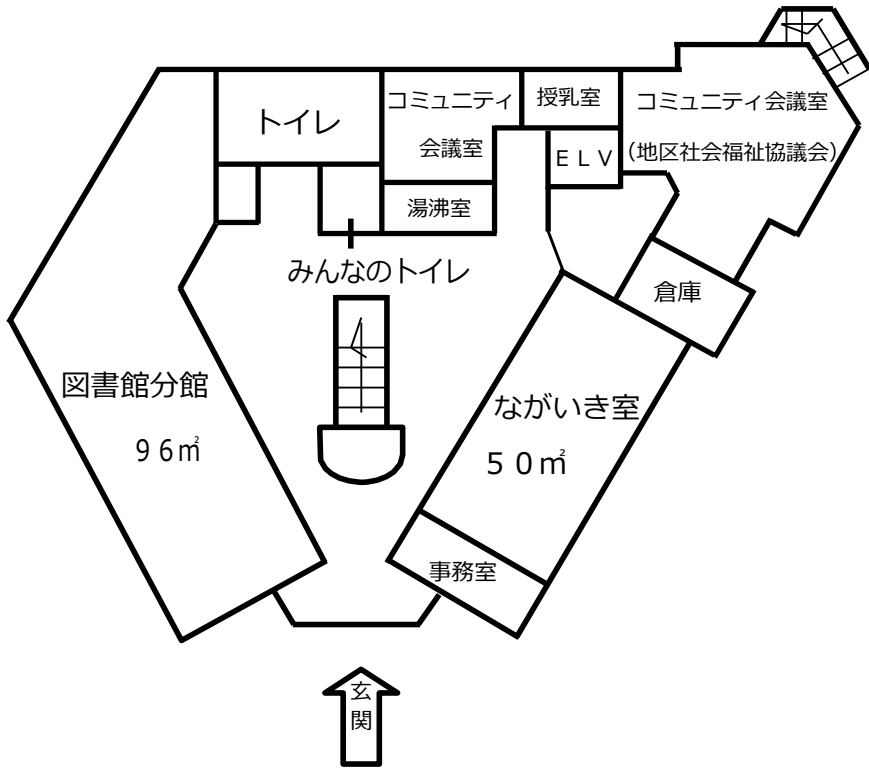 トイレ
コミュニティ
会議室
授乳室
コミュニティ会議室
(地区社会福祉協議会)
ＥＬＶ
湯沸室
みんなのトイレ
倉庫
図書館分館
９６㎡
ながいき室
５０㎡
事務室
玄
関